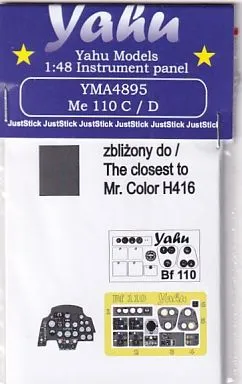 Yahu
Yahu Models
1:48 Instrument panel
YMA4895
Me 110 C / D
JustStick JustStick JustStick JustStick JustStick JustStick
zbliżony do /
The closest to
Mr. Color H416
Yahu
Bf 110
Bf 110 Yahu